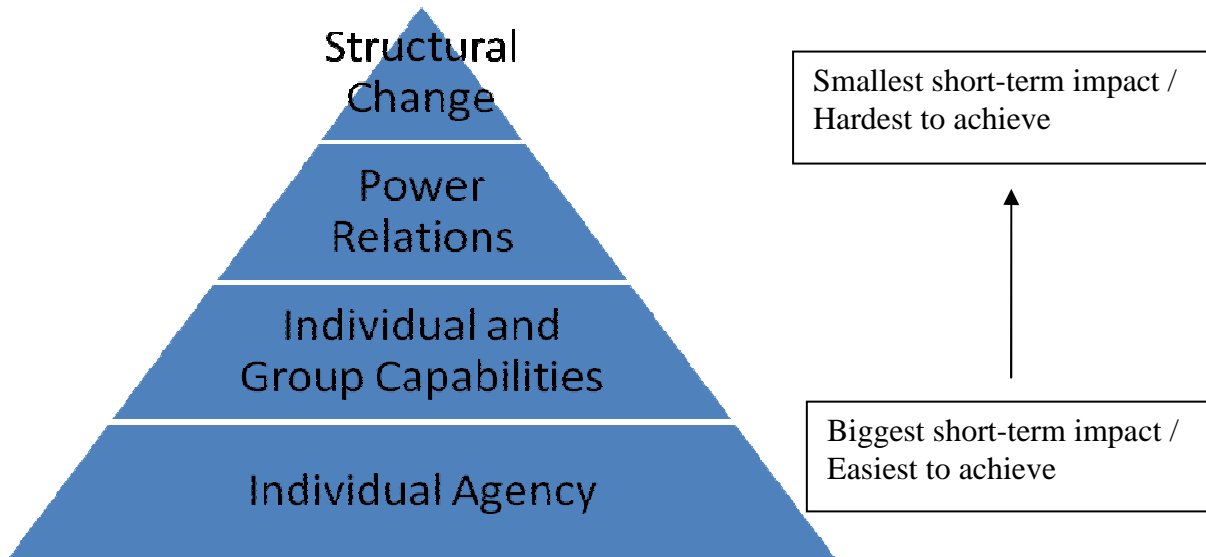 Structural
Change
Power
Relations
Individual and
Group Capabilities
Individual Agency
Smallest short-term impact /
Hardest to achieve
Biggest short-term impact /
Easiest to achieve